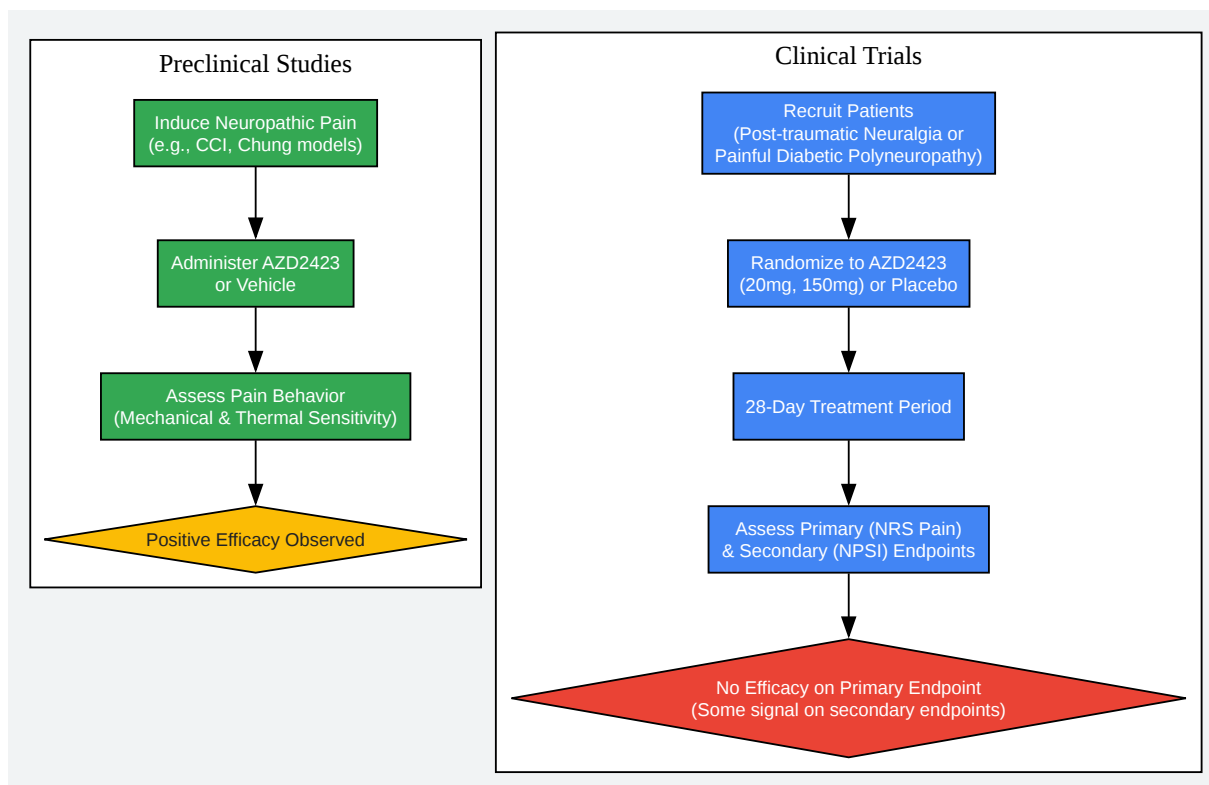 Preclinical Studies
Induce Neuropathic Pain
(e.g., CCI, Chung models)
Administer AZD2423
or Vehicle
Assess Pain Behavior
(Mechanical & Thermal Sensitivity)
Positive Efficacy Observed
Clinical Trials
Recruit Patients
(Post-traumatic Neuralgia or
Painful Diabetic Polyneuropathy)
Randomize to AZD2423
(20mg, 150mg) or Placebo
28-Day Treatment Period
Assess Primary (NRS Pain)
& Secondary (NPSI) Endpoints
No Efficacy on Primary Endpoint
(Some signal on secondary endpoints)